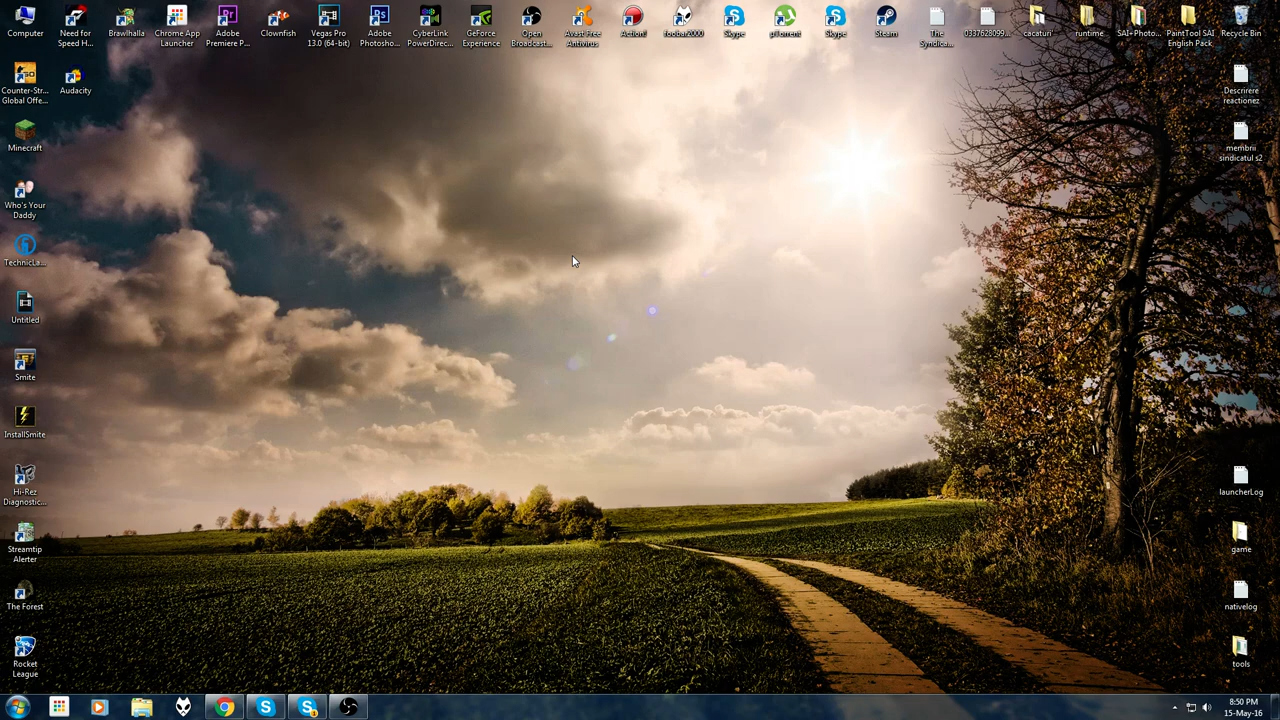 Computer
Need for
Speed H...
Brawlhalla
Chrome App
Launcher
Adobe
Premiere P...
Clownfish
Vegas Pro
13.0 (64-bit)
Adobe
Photosho...
CyberLink
PowerDirec...
GeForce
Experience
Open
Broadcast...
Avast Free
Antivirus
Action!
foobar2000
Skype
µTorrent
Skype
Steam
The
Syndica...
0337628099...
cacaturi
runtime
SAI+Photo...
PaintTool SAI
English Pack
Recycle Bin
Counter-Str...
Global Offe...
Audacity
Descrirere
reactionez
Minecraft
membrii
sindicatul s2
Who's Your
Daddy
TechnicLa...
Untitled
Smite
InstallSmite
Hi-Rez
Diagnostic...
launcherLog
Streamtip
Alerter
game
The Forest
nativelog
Rocket
League
tools
8:50 PM
15-May-16